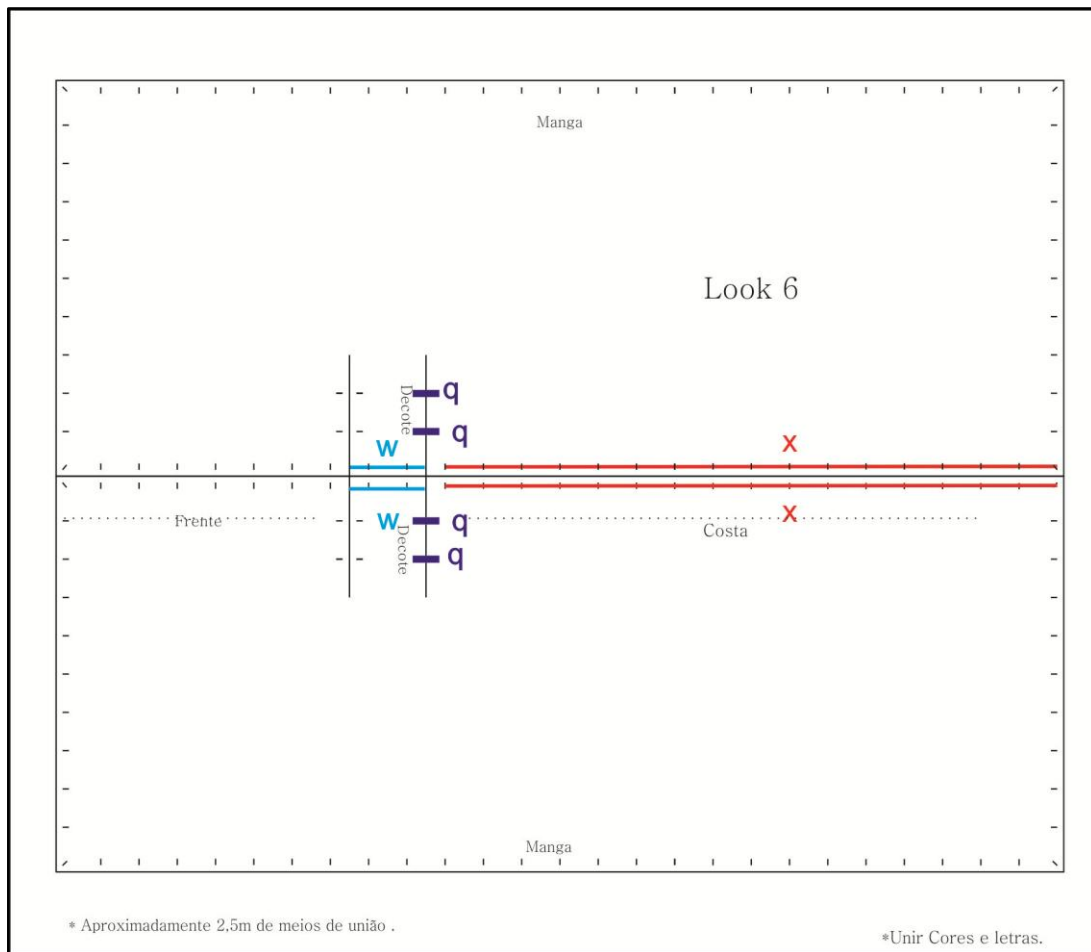 Manga
Look 6
Decote
q
q
w
x
Frente
w
Decote
q
q
Costa
x
Manga
* Aproximadamente 2,5m de meios de união .
*Unir Cores e letras.